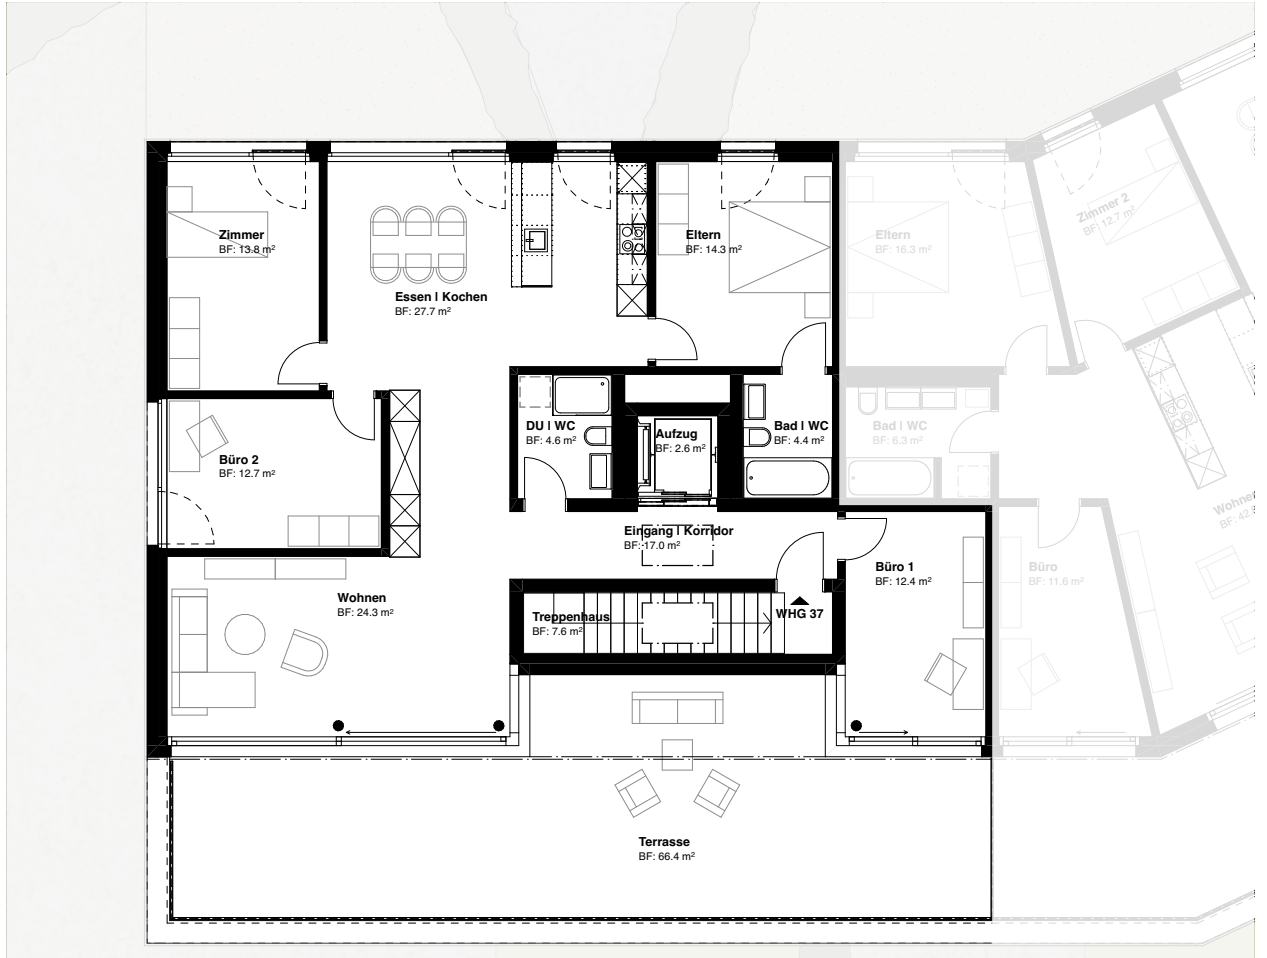 Zimmer
BF: 13.8 m²
Essen | Kochen
BF: 27.7 m²
Eltern
BF: 14.3 m²
Eltern
BF: 16.3 m²
Zimmer 2
BF: 12.7 m²
Büro 2
BF: 12.7 m²
DU | WC
BF: 4.6 m²
Aufzug
BF: 2.6 m²
Bad | WC
BF: 4.4 m²
Bad | WC
BF: 6.3 m²
Eingang | Korridor
BF: 17.0 m²
Wohnen
BF: 24.3 m²
Treppenhaus
BF: 7.6 m²
WHG 37
Büro 1
BF: 12.4 m²
Büro
BF: 11.6 m²
Terrasse
BF: 66.4 m²